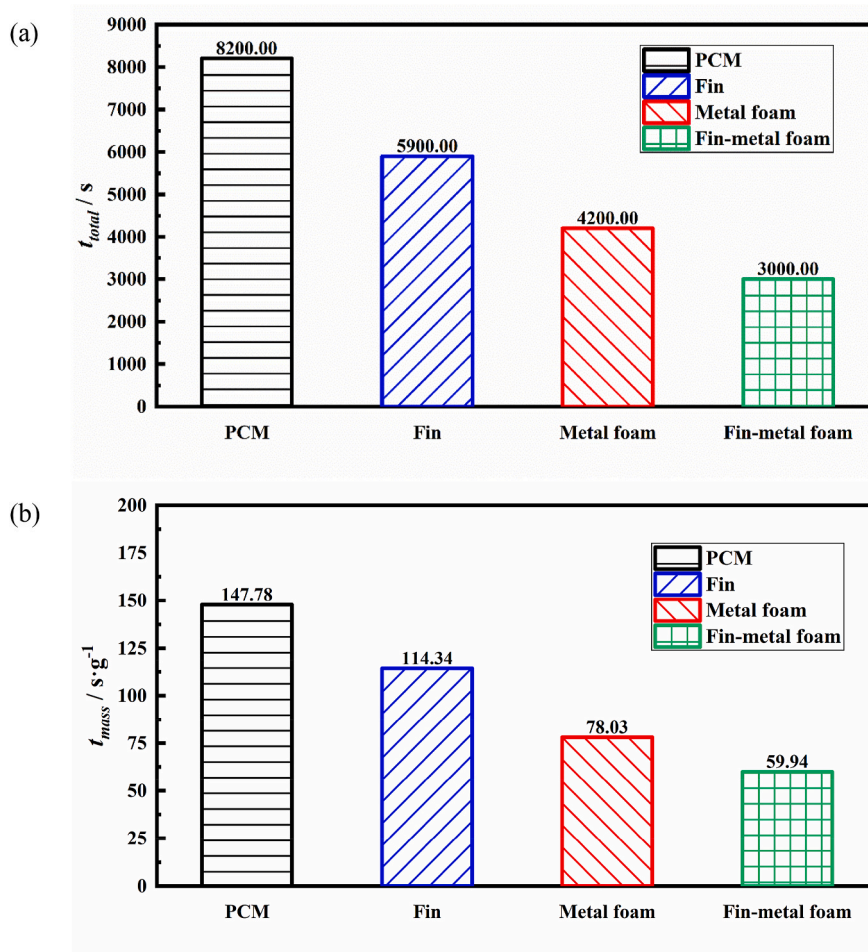 (a)
9000
8000
7000
6000
5000
4000
3000
2000
1000
0
t_total / s
8200.00
5900.00
4200.00
3000.00
PCM
Fin
Metal foam
Fin-metal foam
PCM
Fin
Metal foam
Fin-metal foam
(b)
200
175
150
125
100
75
50
25
0
t_mass / s·g⁻¹
147.78
114.34
78.03
59.94
PCM
Fin
Metal foam
Fin-metal foam
PCM
Fin
Metal foam
Fin-metal foam